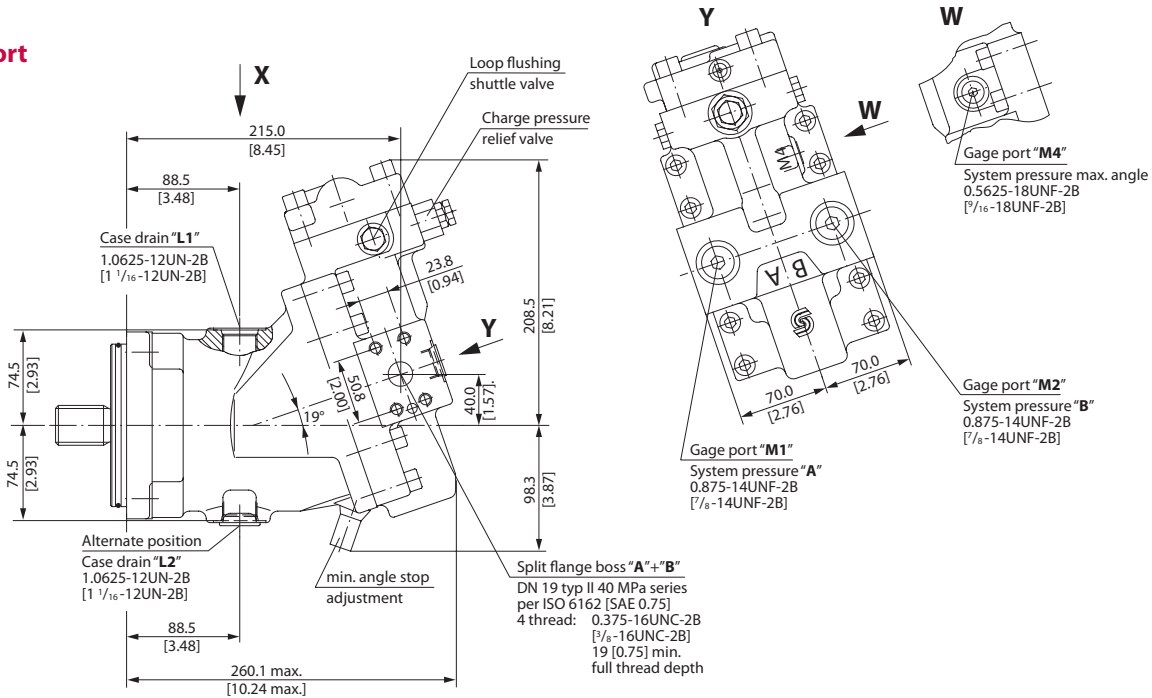 ort
X
215.0
[8.45]
88.5
[3.48]
Case drain "L1"
1.0625-12UN-2B
[1 1/16-12UN-2B]
Loop flushing
shuttle valve
Charge pressure
relief valve
23.8
[0.94]
208.5
[8.21]
Y
74.5
[2.93]
74.5
[2.93]
50.8
[2.00]
19°
40.0
[1.57].
98.3
[3.87]
Alternate position
Case drain "L2"
1.0625-12UN-2B
[1 1/16-12UN-2B]
88.5
[3.48]
260.1 max.
[10.24 max.]
min. angle stop
adjustment
Split flange boss "A"+"B"
DN 19 typ II 40 MPa series
per ISO 6162 [SAE 0.75]
4 thread: 0.375-16UNC-2B
[3/8-16UNC-2B]
19 [0.75] min.
full thread depth
Y
W
M4
B A
70.0
[2.76]
70.0
[2.76]
Gage port "M1"
System pressure "A"
0.875-14UNF-2B
[7/8-14UNF-2B]
Gage port "M2"
System pressure "B"
0.875-14UNF-2B
[7/8-14UNF-2B]
W
Gage port "M4"
System pressure max. angle
0.5625-18UNF-2B
[9/16-18UNF-2B]